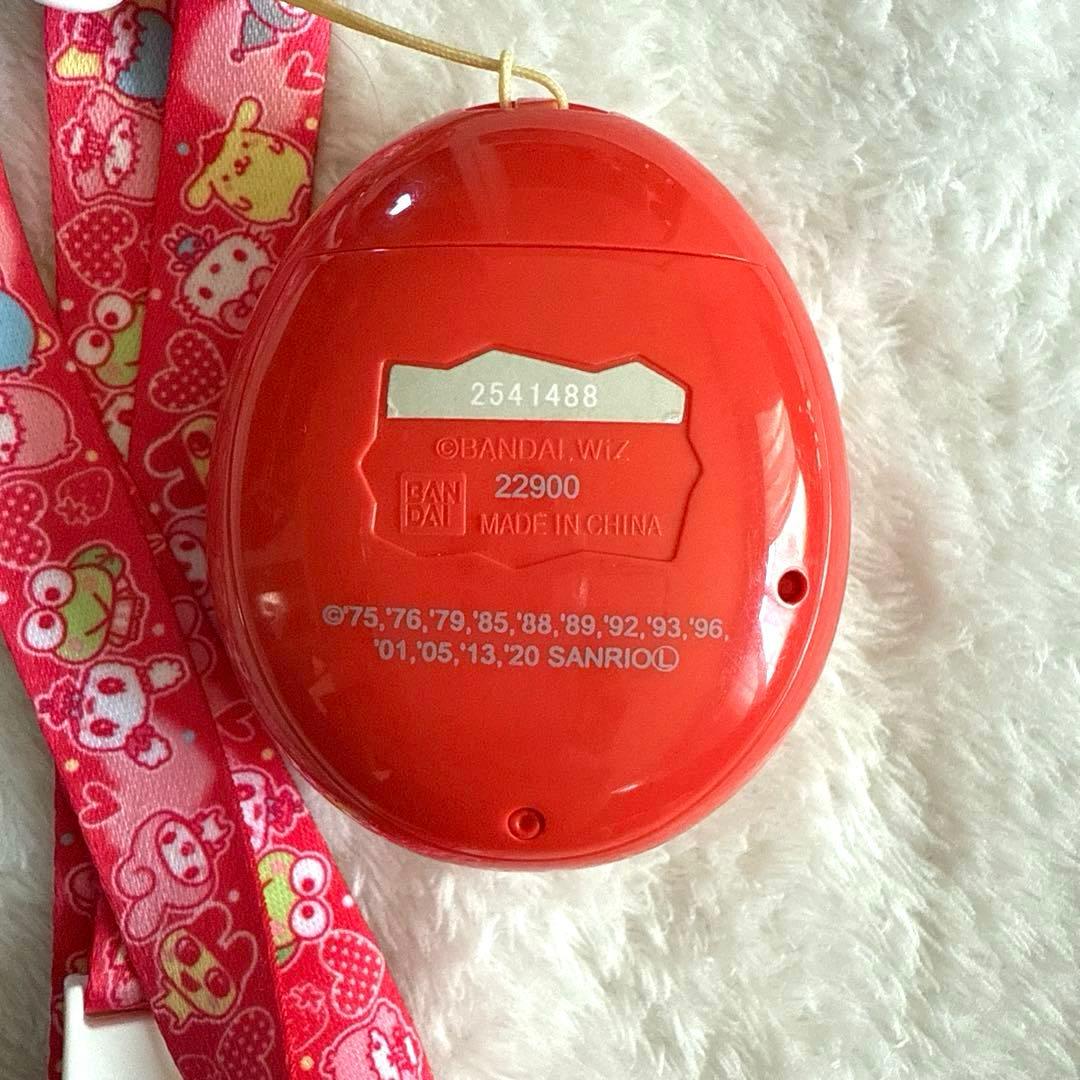 2541488
©BANDAI, WiZ
BAN
DAI
22900
MADE IN CHINA
©'75,'76,'79,'85,'88,'89,'92,'93,'96,
'01,'05,'13,'20 SANRIOⓁ